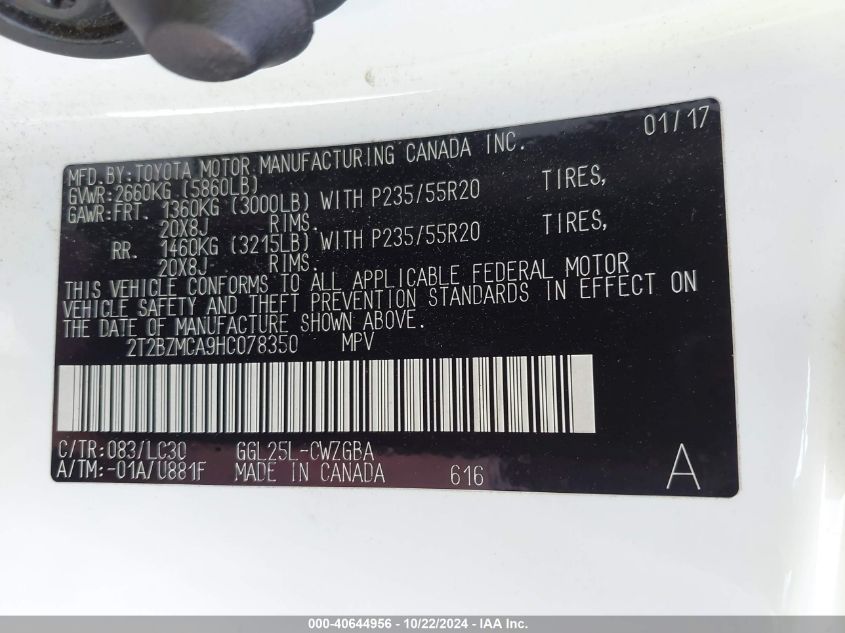 01/17
MFD.BY:TOYOTA MOTOR MANUFACTURING CANADA INC.
GVWR:2660KG (5860LB)
GAWR:FRT. 1360KG (3000LB) WITH P235/55R20 TIRES,
20X8J RIMS.
RR. 1460KG (3215LB) WITH P235/55R20 TIRES,
20X8J RIMS.
THIS VEHICLE CONFORMS TO ALL APPLICABLE FEDERAL MOTOR
VEHICLE SAFETY AND THEFT PREVENTION STANDARDS IN EFFECT ON
THE DATE OF MANUFACTURE SHOWN ABOVE.
2T2BZMCA9HC078350 MPV
C/TR:083/LC30 GGL25L-CWZGBA
A/TM:-01A/U881F MADE IN CANADA 616 A
000-40644956 - 10/22/2024 - IAAI.COM